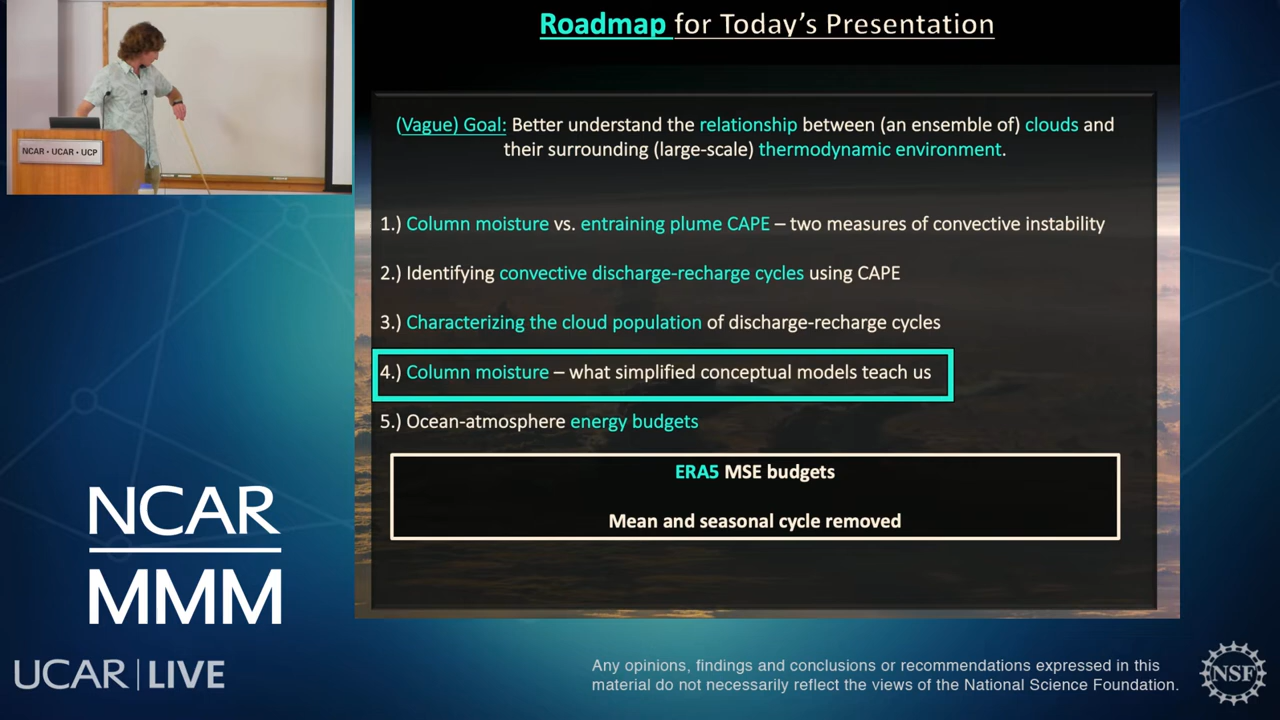 Roadmap for Today's Presentation
(Vague) Goal: Better understand the relationship between (an ensemble of) clouds and
their surrounding (large-scale) thermodynamic environment.
1.) Column moisture vs. entraining plume CAPE – two measures of convective instability
2.) Identifying convective discharge-recharge cycles using CAPE
3.) Characterizing the cloud population of discharge-recharge cycles
4.) Column moisture – what simplified conceptual models teach us
5.) Ocean-atmosphere energy budgets
ERA5 MSE budgets
Mean and seasonal cycle removed
NCAR • UCAR • UCP
NCAR
MMM
UCAR | LIVE
Any opinions, findings and conclusions or recommendations expressed in this
material do not necessarily reflect the views of the National Science Foundation.
NSF